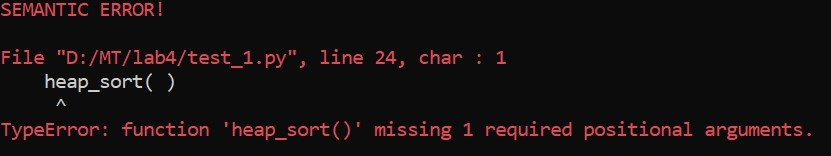 SEMANTIC ERROR!
File "D:/MT/lab4/test_1.py", line 24, char : 1
heap_sort( )
^
TypeError: function 'heap_sort()' missing 1 required positional arguments.